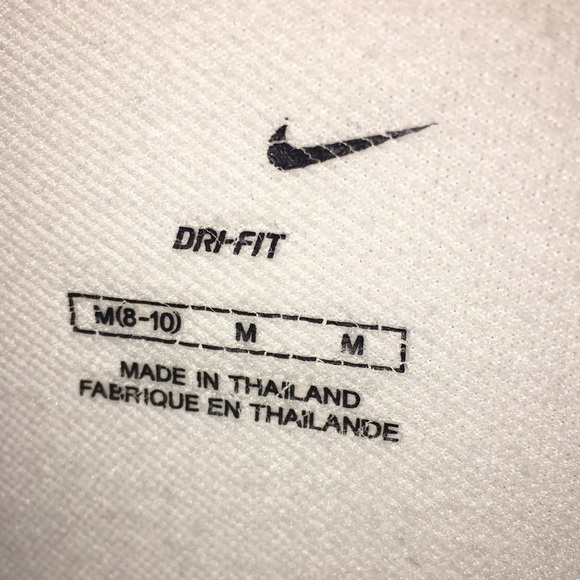 DRI-FIT
M(8-10) M M
MADE IN THAILAND
FABRIQUE EN THAILANDE